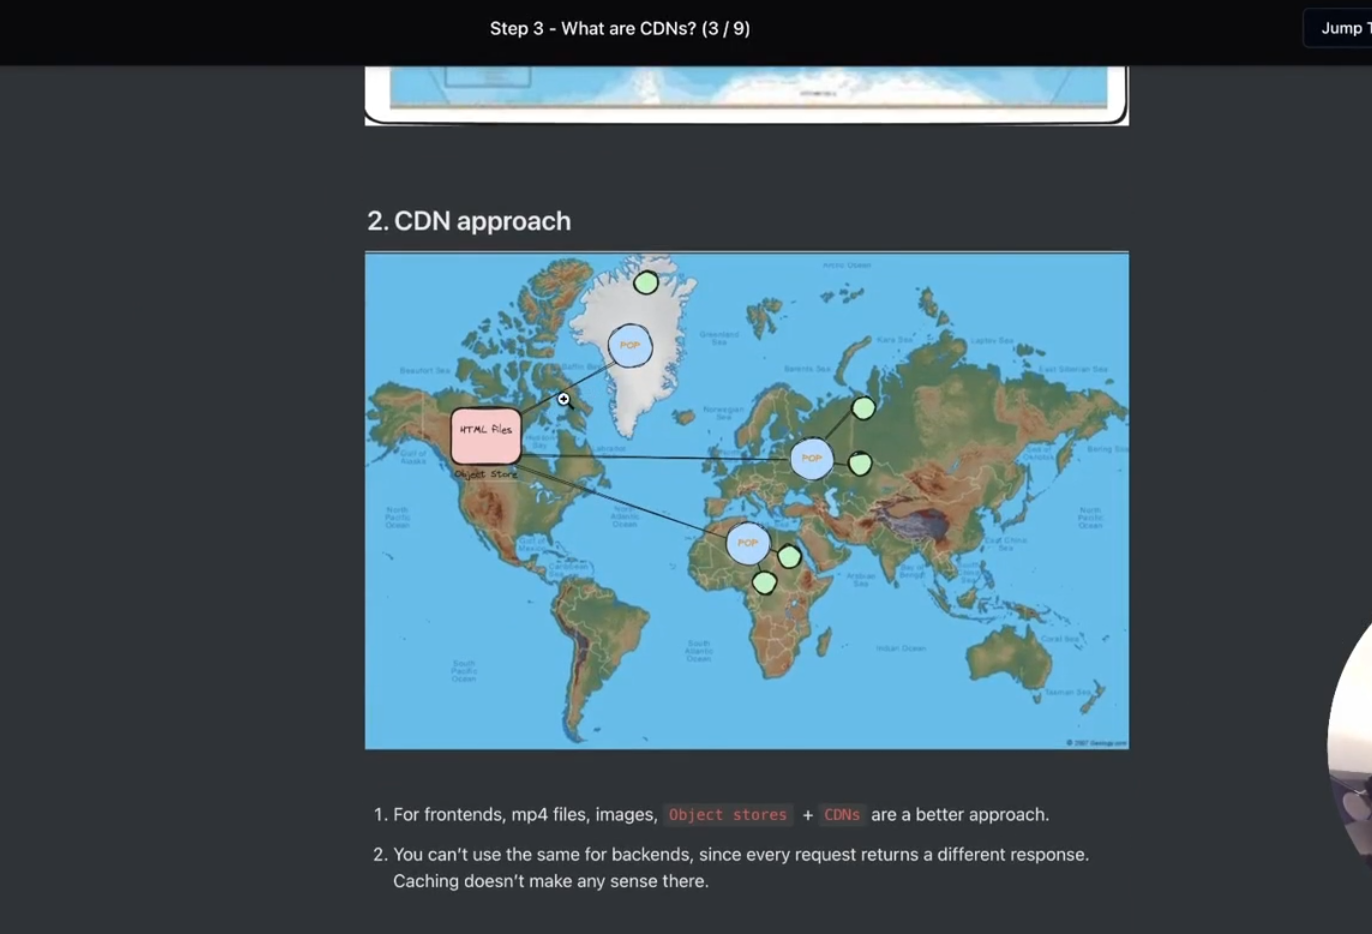 Step 3 - What are CDNs? (3 / 9)
Jump T
2. CDN approach
Arctic Ocean
POP
Greenland
Sea
Kara Sea
Laptev Sea
Barents Sea
East Siberian Sea
Beaufort Sea
Baffin Bay
HTML files
Norwegian
Sea
Gulf of
Alaska
Hudson
Bay
Labrador
POP
Bering Sea
Object Store
North
Pacific
Ocean
North
Atlantic
Ocean
North
Pacific
Ocean
POP
Gulf of
Mexico
East China
Sea
Caribbean
Sea
Arabian
Sea
Bay of
Bengal
South
China
Sea
South
Atlantic
Ocean
Indian Ocean
Coral Sea
South
Pacific
Ocean
Tasman Sea
1. For frontends, mp4 files, images, Object stores + CDNs are a better approach.
2. You can’t use the same for backends, since every request returns a different response.
Caching doesn’t make any sense there.